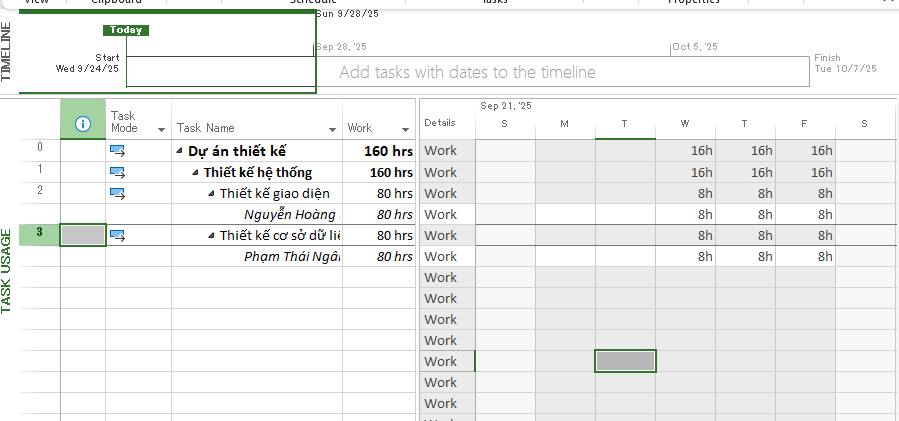 View Clipboard Schedule Tasks Properties
Sun 9/28/25
Today
Sep 28, '25 Oct 5, '25
Start
Wed 9/24/25
Add tasks with dates to the timeline
Finish
Tue 10/7/25
TIMELINE
Sep 21, '25
Task Mode Task Name Work Details S M T W T F S
0 Dự án thiết kế 160 hrs Work 16h 16h 16h
1 Thiết kế hệ thống 160 hrs Work 16h 16h 16h
2 Thiết kế giao diện 80 hrs Work 8h 8h 8h
Nguyễn Hoàng 80 hrs Work 8h 8h 8h
3 Thiết kế cơ sở dữ liệ 80 hrs Work 8h 8h 8h
Phạm Thái Ngân 80 hrs Work 8h 8h 8h
Work
Work
Work
Work
Work
Work
Work
TASK USAGE